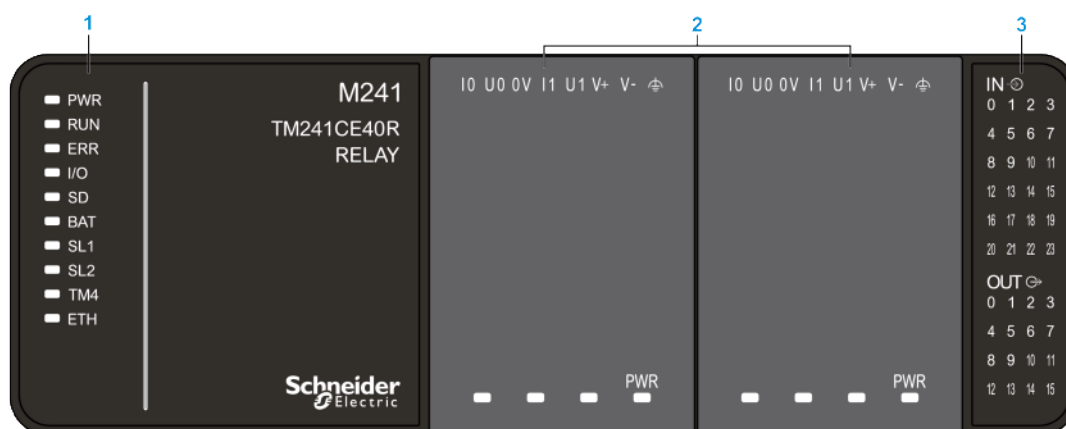 1
2
3
PWR
RUN
ERR
I/O
SD
BAT
SL1
SL2
TM4
ETH
M241
TM241CE40R
RELAY
Schneider
Electric
I0 U0 0V I1 U1 V+ V-
PWR
I0 U0 0V I1 U1 V+ V-
PWR
IN
0 1 2 3
4 5 6 7
8 9 10 11
12 13 14 15
16 17 18 19
20 21 22 23
OUT
0 1 2 3
4 5 6 7
8 9 10 11
12 13 14 15